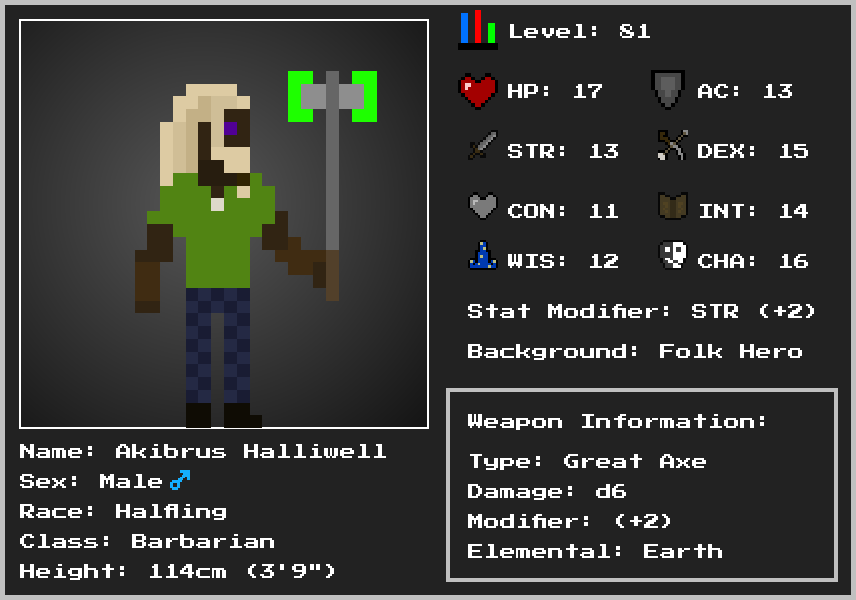 Level: 81
HP: 17 AC: 13
STR: 13 DEX: 15
CON: 11 INT: 14
WIS: 12 CHA: 16
Stat Modifier: STR (+2)
Background: Folk Hero
Weapon Information:
Type: Great Axe
Damage: d6
Modifier: (+2)
Elemental: Earth
Name: Akibrus Halliwell
Sex: Male♂
Race: Halfling
Class: Barbarian
Height: 114cm (3'9")